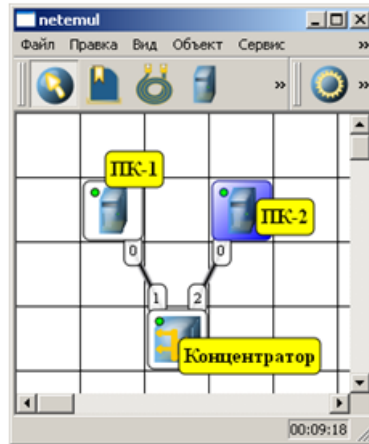 netemul
Файл Правка Вид Объект Сервис »
» »
ПК-1
ПК-2
0 0
1 2
Концентратор
00:09:18